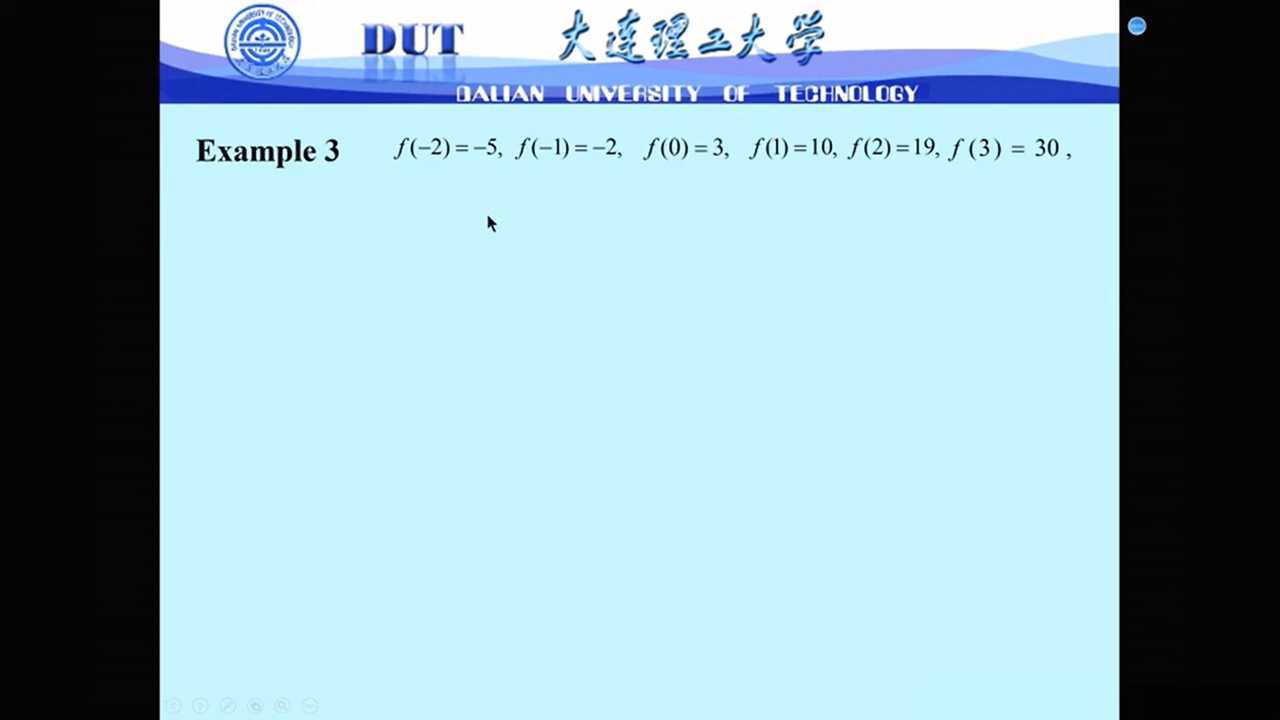 DUT 大连理工大学
DALIAN UNIVERSITY OF TECHNOLOGY
Example 3 f(−2)=−5, f(−1)=−2, f(0)=3, f(1)=10, f(2)=19, f(3) = 30 ,